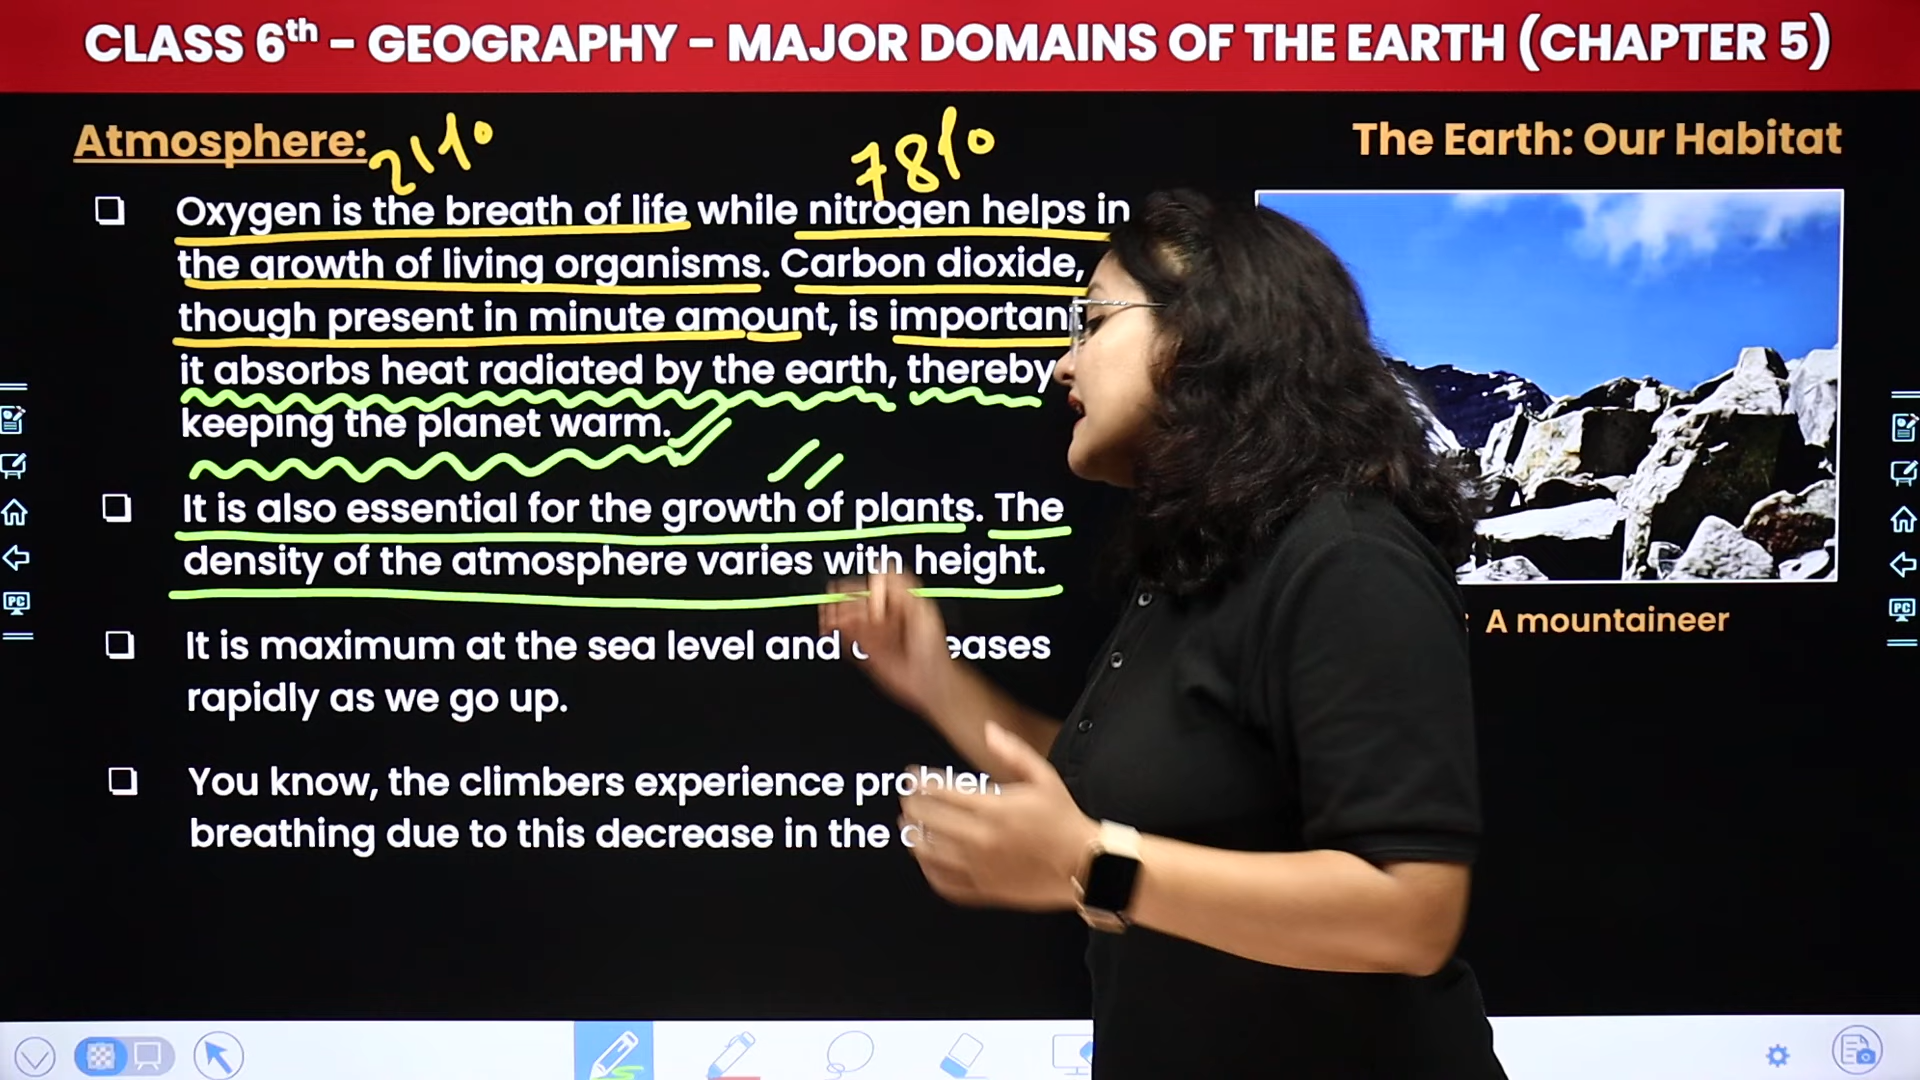 CLASS 6th - GEOGRAPHY - MAJOR DOMAINS OF THE EARTH (CHAPTER 5)
Atmosphere:
21%
78%
The Earth: Our Habitat
Oxygen is the breath of life while nitrogen helps in
the growth of living organisms. Carbon dioxide,
though present in minute amount, is important
it absorbs heat radiated by the earth, thereby
keeping the planet warm.
It is also essential for the growth of plants. The
density of the atmosphere varies with height.
It is maximum at the sea level and
rapidly as we go up.
A mountaineer
You know, the climbers experience
breathing due to this decrease in the
PC
PC